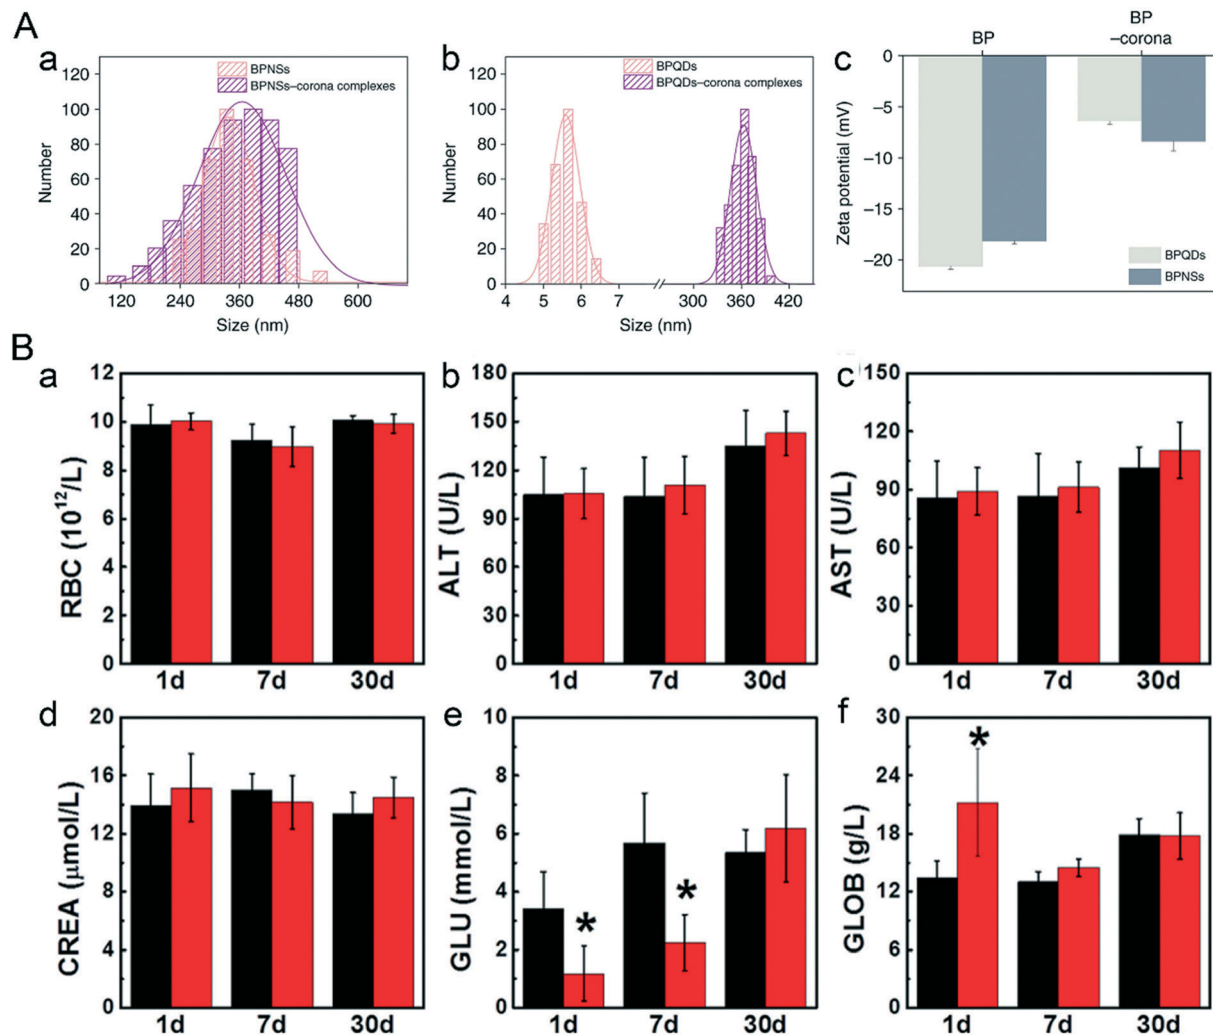 A
a
BPNSs
BPNSs–corona complexes
120
100
80
60
40
20
0
Number
120 240 360 480 600
Size (nm)
b
BPQDs
BPQDs–corona complexes
120
100
80
60
40
20
0
Number
4 5 6 7 300 360 420
Size (nm)
c
BP
BP
–corona
0
–5
–10
–15
–20
Zeta potential (mV)
BPQDs
BPNSs
B
a
12
10
8
6
4
2
0
RBC (10¹²/L)
1d 7d 30d
b
180
150
120
90
60
30
0
ALT (U/L)
1d 7d 30d
c
150
120
90
60
30
0
AST (U/L)
1d 7d 30d
d
20
16
12
8
4
0
CREA (μmol/L)
1d 7d 30d
e
10
8
6
4
2
0
GLU (mmol/L)
*
*
1d 7d 30d
f
30
24
18
12
6
0
GLOB (g/L)
*
1d 7d 30d